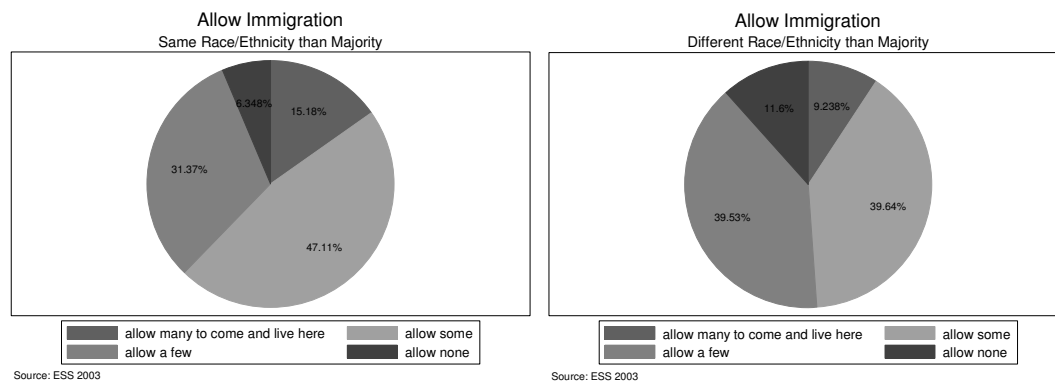 Allow Immigration
Same Race/Ethnicity than Majority
6.348%
15.18%
31.37%
47.11%
allow many to come and live here
allow some
allow a few
allow none
Source: ESS 2003
Allow Immigration
Different Race/Ethnicity than Majority
11.6%
9.238%
39.53%
39.64%
allow many to come and live here
allow some
allow a few
allow none
Source: ESS 2003